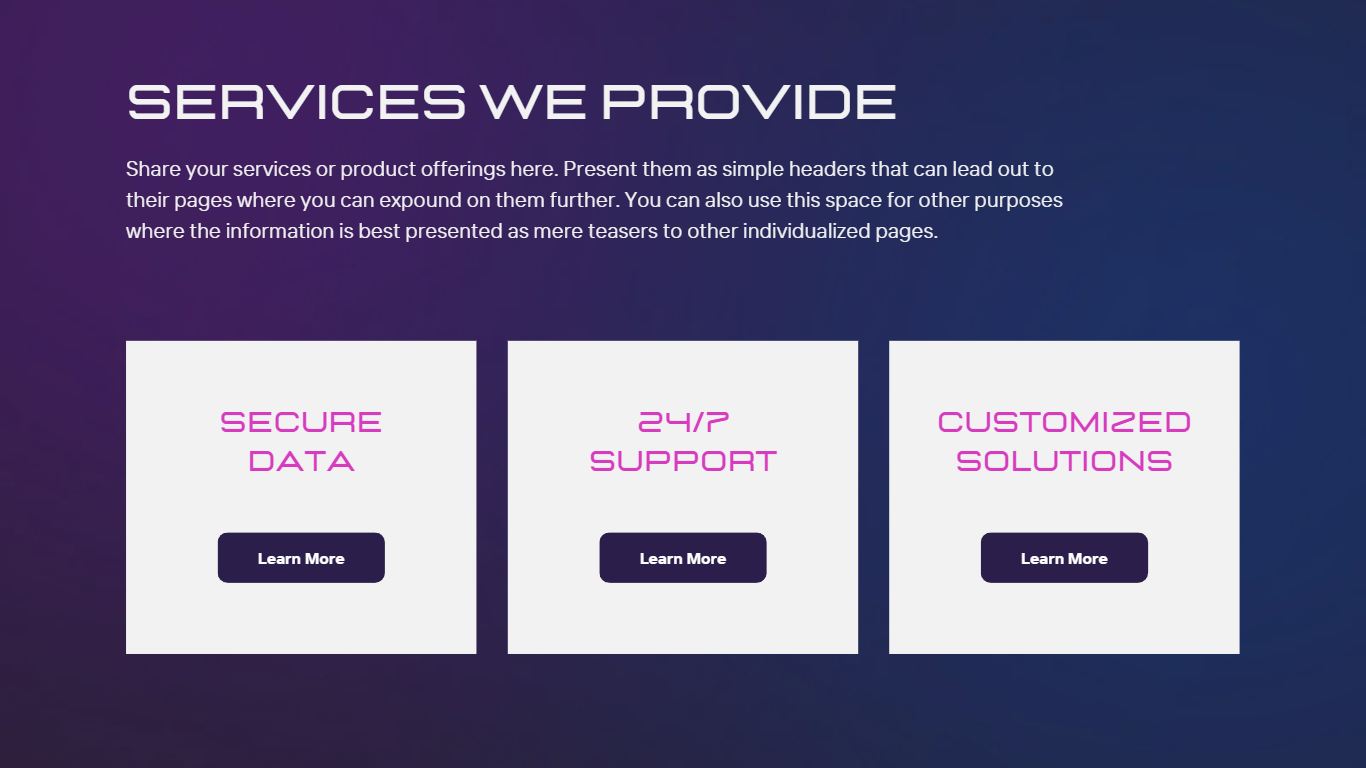 SERVICES WE PROVIDE
Share your services or product offerings here. Present them as simple headers that can lead out to
their pages where you can expound on them further. You can also use this space for other purposes
where the information is best presented as mere teasers to other individualized pages.
SECURE
DATA
Learn More
24/7
SUPPORT
Learn More
CUSTOMIZED
SOLUTIONS
Learn More